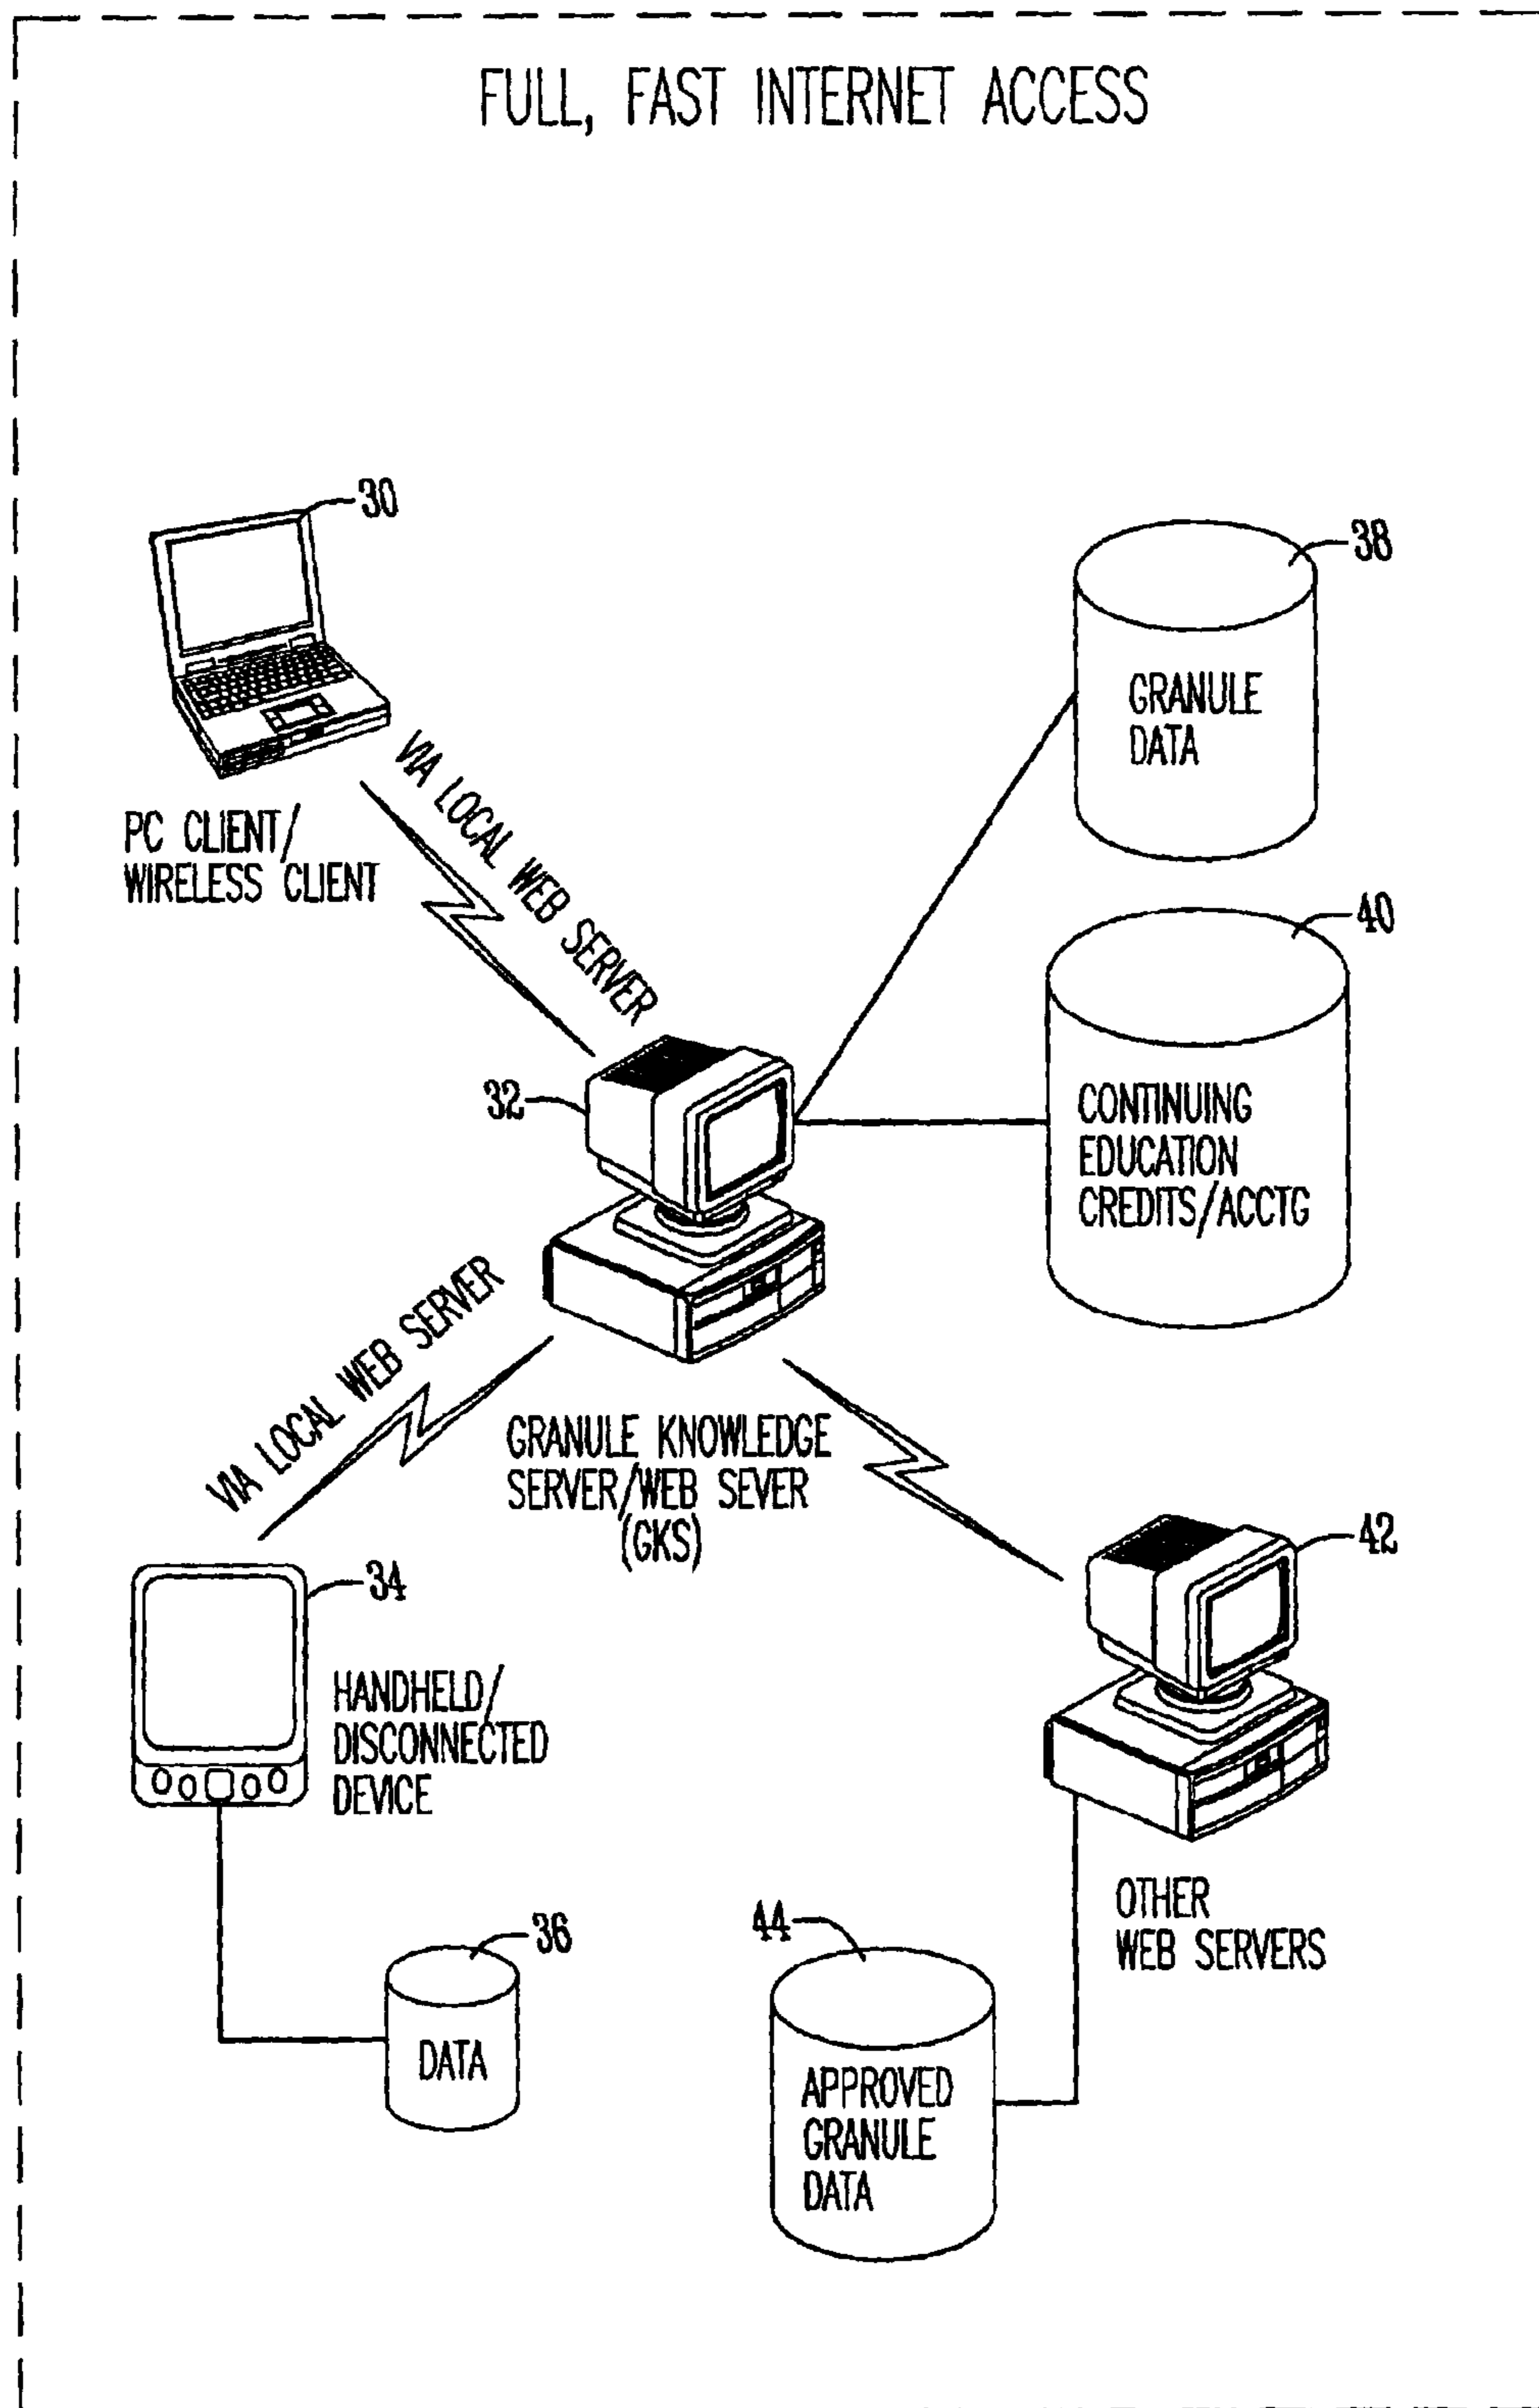 FULL, FAST INTERNET ACCESS
30
38
GRANULE
DATA
VIA LOCAL WEB SERVER
PC CLIENT/
WIRELESS CLIENT
40
32
CONTINUING
EDUCATION
CREDITS/ACCTG
VIA LOCAL WEB SERVER
GRANULE KNOWLEDGE
SERVER/WEB SEVER
(GKS)
42
34
HANDHELD/
DISCONNECTED
DEVICE
OTHER
WEB SERVERS
36
DATA
44
APPROVED
GRANULE
DATA